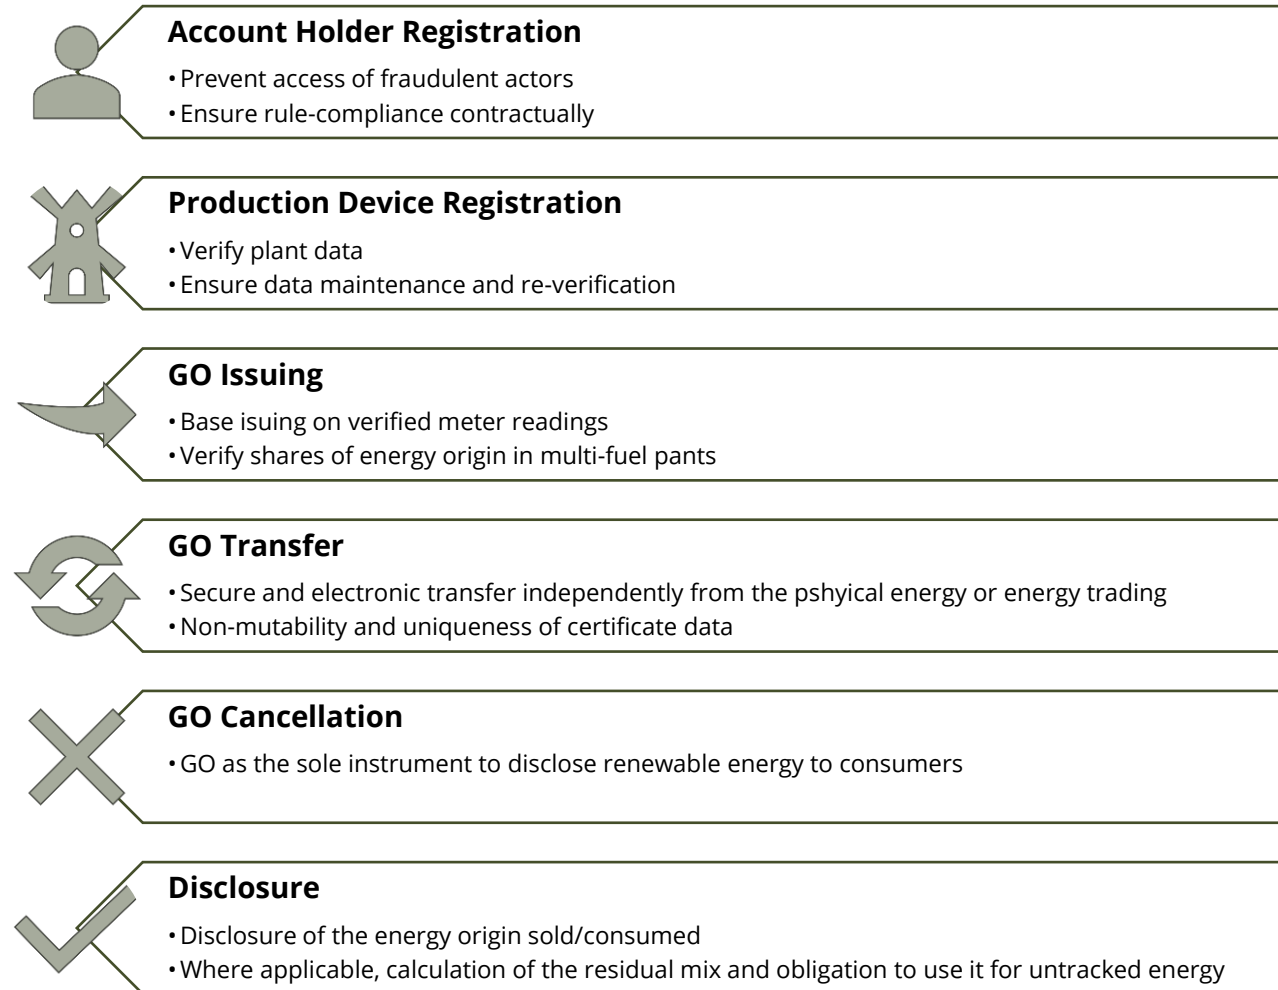 Account Holder Registration
• Prevent access of fraudulent actors
• Ensure rule-compliance contractually
Production Device Registration
• Verify plant data
• Ensure data maintenance and re-verification
GO Issuing
• Base isuing on verified meter readings
• Verify shares of energy origin in multi-fuel pants
GO Transfer
• Secure and electronic transfer independently from the pshyical energy or energy trading
• Non-mutability and uniqueness of certificate data
GO Cancellation
• GO as the sole instrument to disclose renewable energy to consumers
Disclosure
• Disclosure of the energy origin sold/consumed
• Where applicable, calculation of the residual mix and obligation to use it for untracked energy